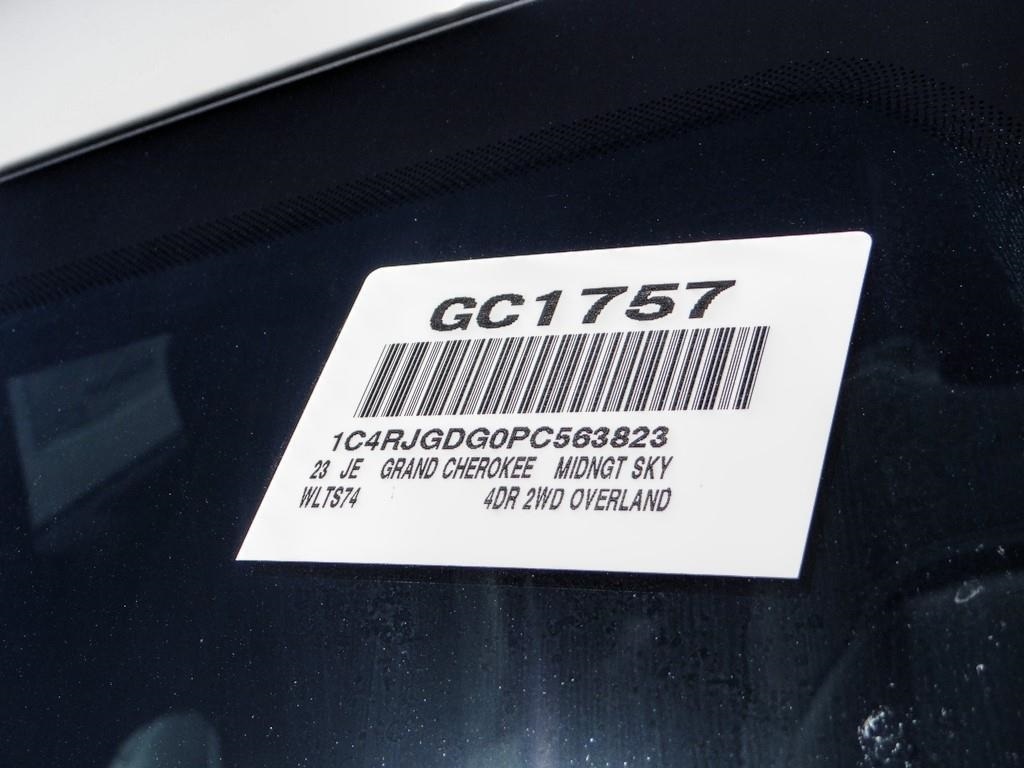 GC1757
1C4RJGDG0PC563823
23 JE GRAND CHEROKEE MIDNGT SKY
WLTS74 4DR 2WD OVERLAND